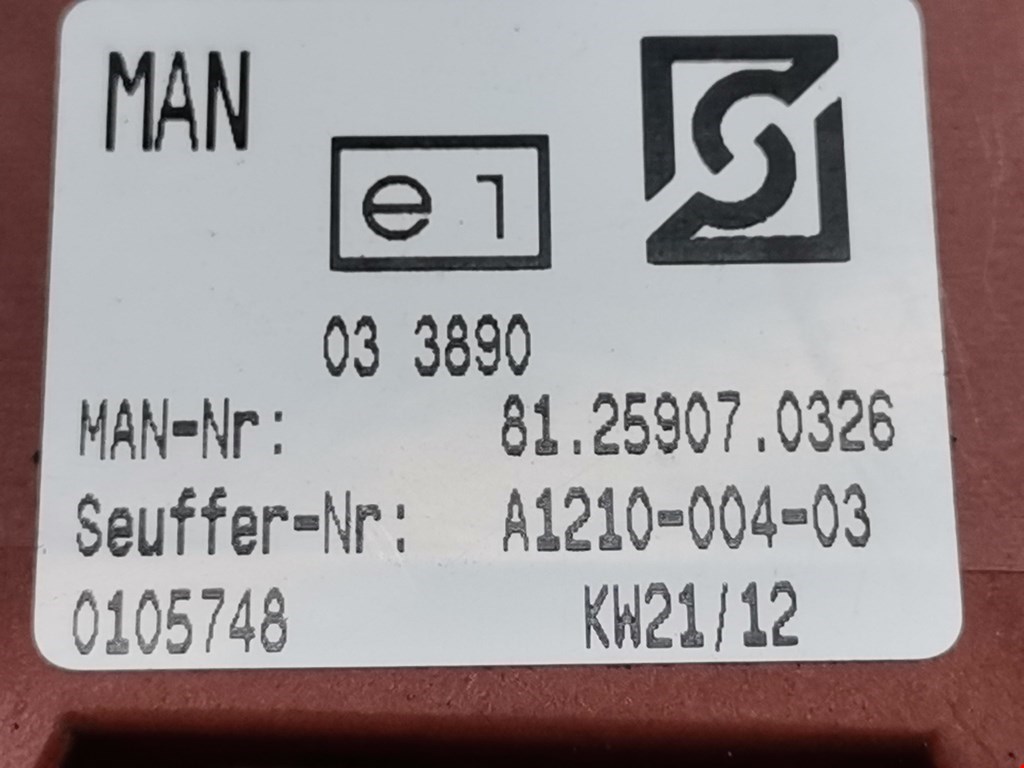 MAN
e1
03 3890
MAN-Nr: 81.25907.0326
Seuffer-Nr: A1210-004-03
0105748 KW21/12